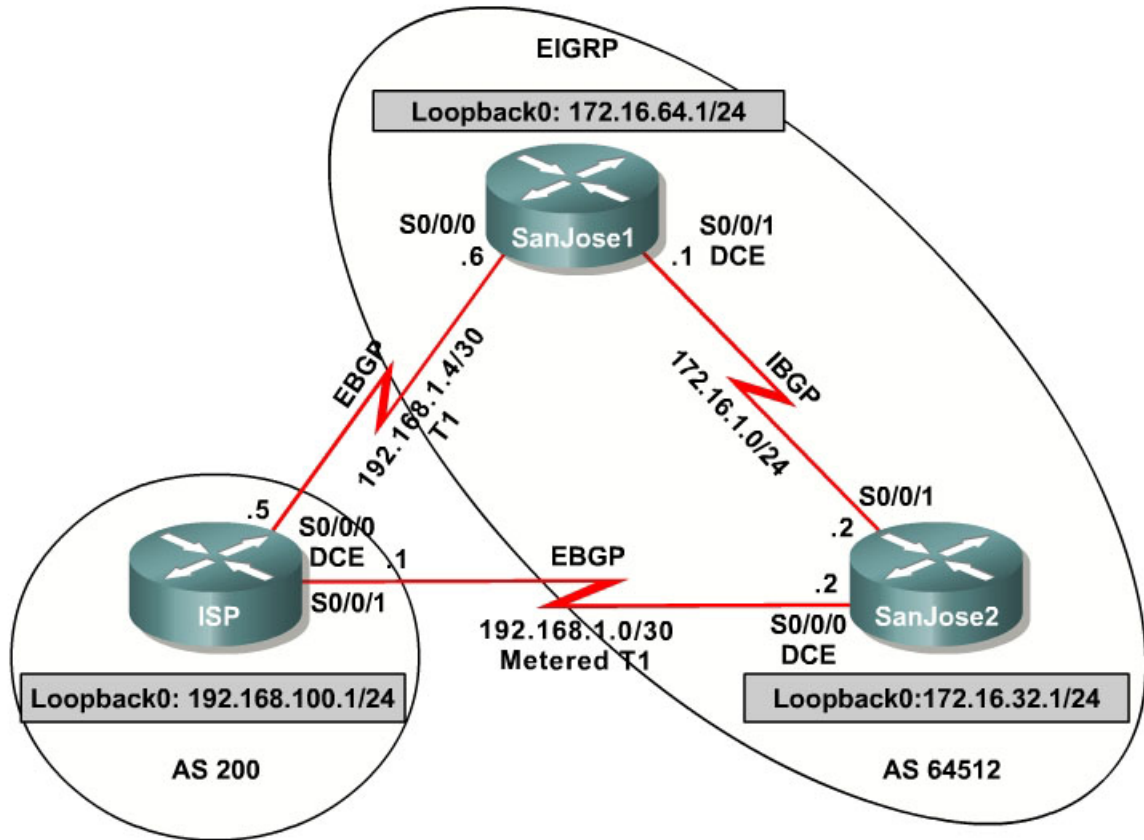 EIGRP
Loopback0: 172.16.64.1/24
S0/0/0
.6
SanJose1
S0/0/1
DCE
.1
EBGP
192.168.1.4/30
T1
IBGP
172.16.1.0/24
.5
S0/0/0
DCE
.1
S0/0/1
ISP
EBGP
192.168.1.0/30
Metered T1
S0/0/1
.2
.2
SanJose2
S0/0/0
DCE
Loopback0: 192.168.100.1/24
Loopback0:172.16.32.1/24
AS 200
AS 64512